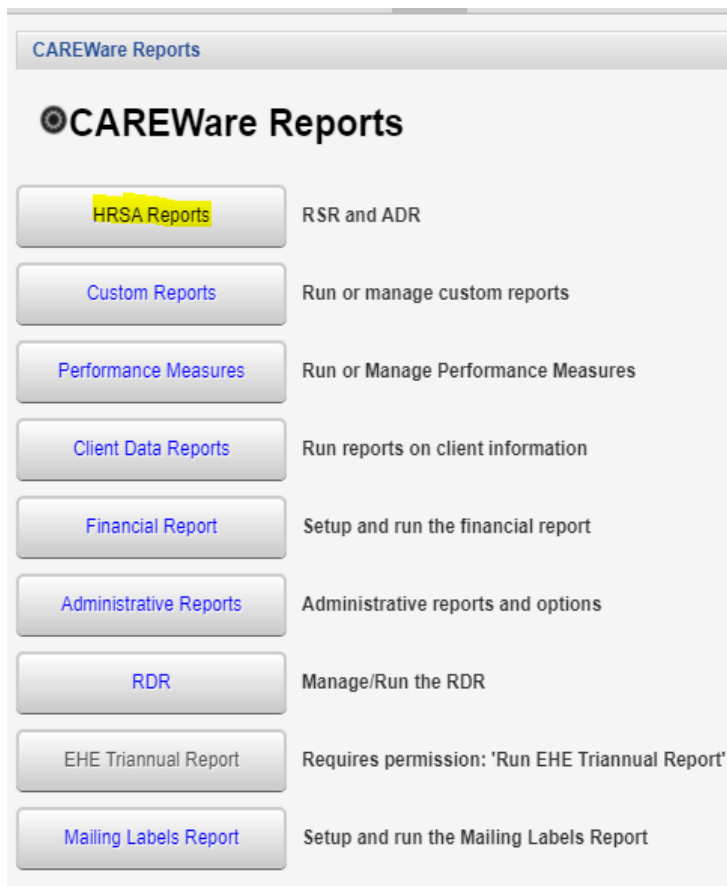 CAREWare Reports
CAREWare Reports
HRSA Reports RSR and ADR
Custom Reports Run or manage custom reports
Performance Measures Run or Manage Performance Measures
Client Data Reports Run reports on client information
Financial Report Setup and run the financial report
Administrative Reports Administrative reports and options
RDR Manage/Run the RDR
EHE Triannual Report Requires permission: 'Run EHE Triannual Report'
Mailing Labels Report Setup and run the Mailing Labels Report